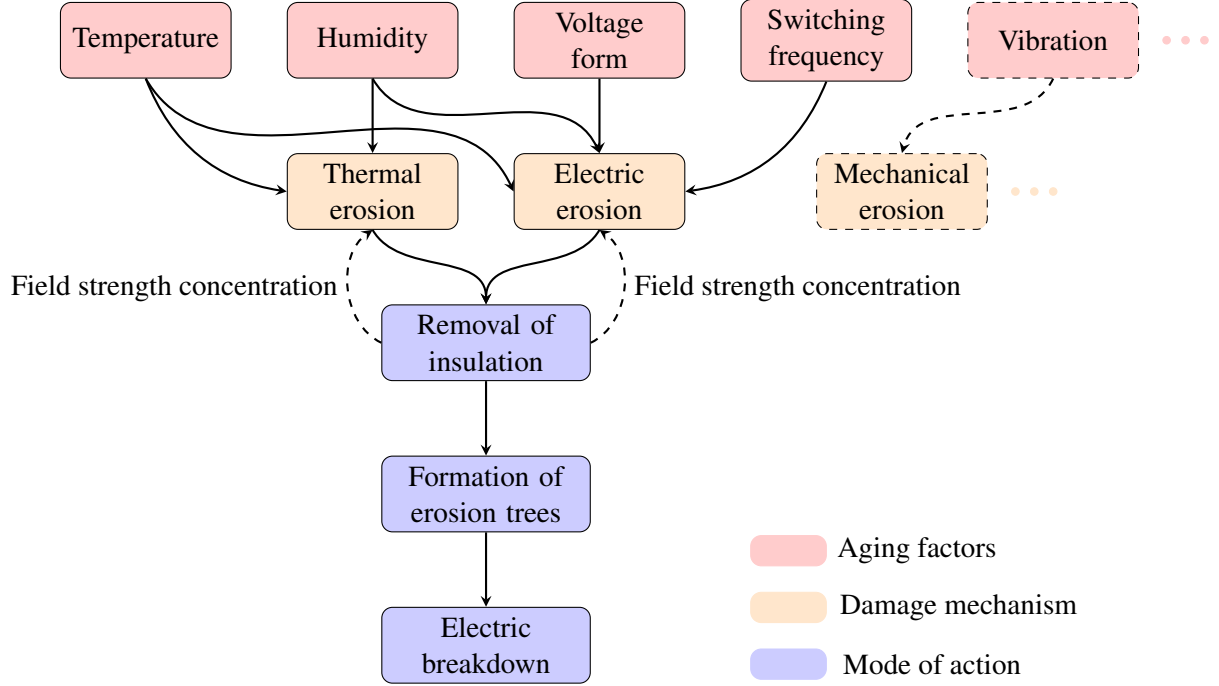 Temperature
Humidity
Voltage
form
Switching
frequency
Vibration
Thermal
erosion
Electric
erosion
Mechanical
erosion
Field strength concentration
Field strength concentration
Removal of
insulation
Formation of
erosion trees
Electric
breakdown
Aging factors
Damage mechanism
Mode of action